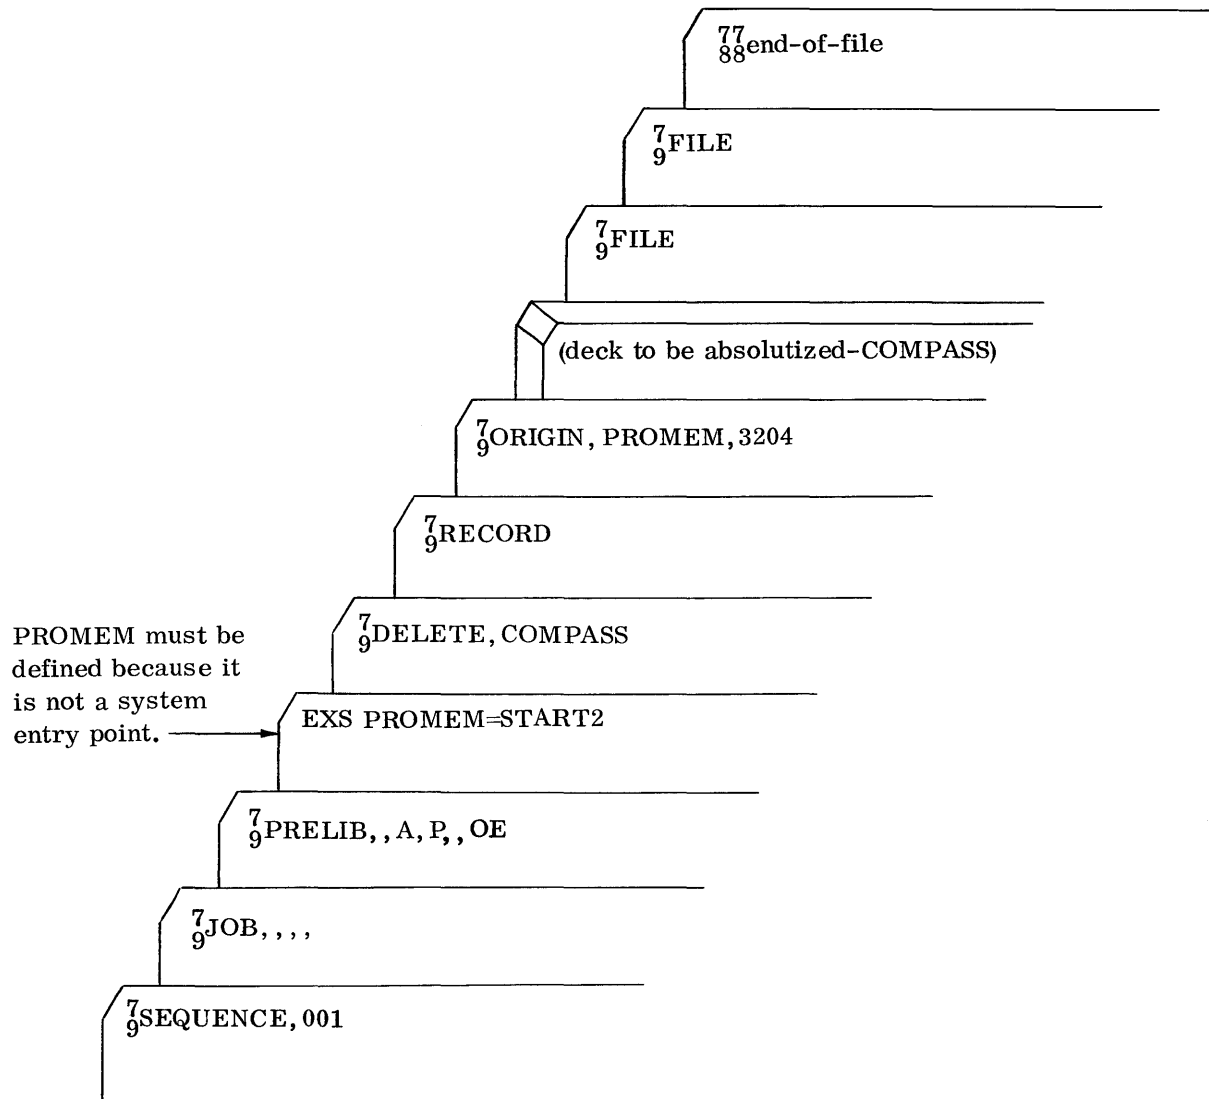 77
88end-of-file
7
9FILE
7
9FILE
(deck to be absolutized-COMPASS)
7
9ORIGIN, PROMEM, 3204
7
9RECORD
7
9DELETE, COMPASS
PROMEM must be
defined because it
is not a system
entry point.
EXS PROMEM=START2
7
9PRELIB, , A, P, , OE
7
9JOB, , , ,
7
9SEQUENCE, 001